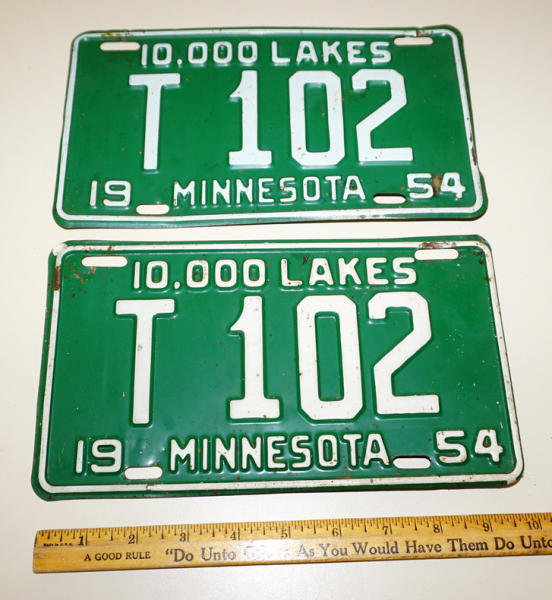 10,000 LAKES
T 102
19 MINNESOTA 54
10,000 LAKES
T 102
19 MINNESOTA 54
1 2 3 4 5 6 7 8 9 10
A GOOD RULE "Do Unto As You Would Have Them Do Unto